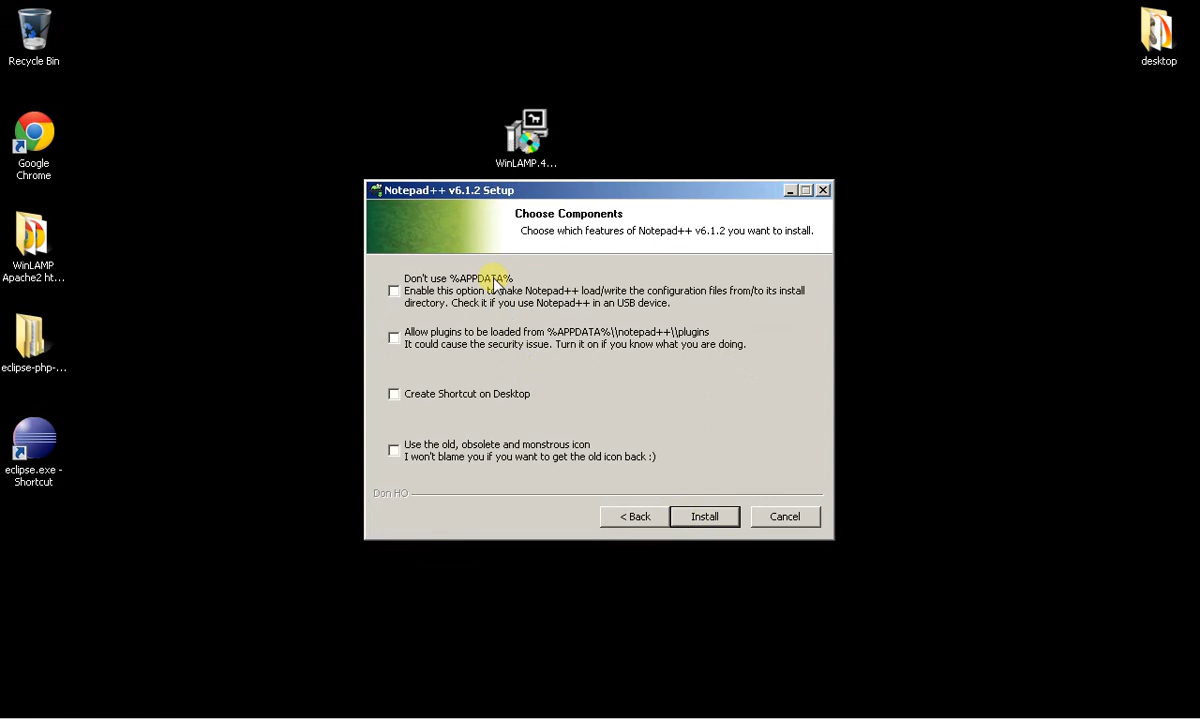 Recycle Bin
desktop
Google
Chrome
WinLAMP.4...
WinLAMP
Apache2 ht...
eclipse-php-...
eclipse.exe -
Shortcut
Notepad++ v6.1.2 Setup
Choose Components
Choose which features of Notepad++ v6.1.2 you want to install.
Don't use %APPDATA%
Enable this option to make Notepad++ load/write the configuration files from/to its install
directory. Check it if you use Notepad++ in an USB device.
Allow plugins to be loaded from %APPDATA%\\notepad++\\plugins
It could cause the security issue. Turn it on if you know what you are doing.
Create Shortcut on Desktop
Use the old, obsolete and monstrous icon
I won't blame you if you want to get the old icon back :)
Don HO
< Back
Install
Cancel